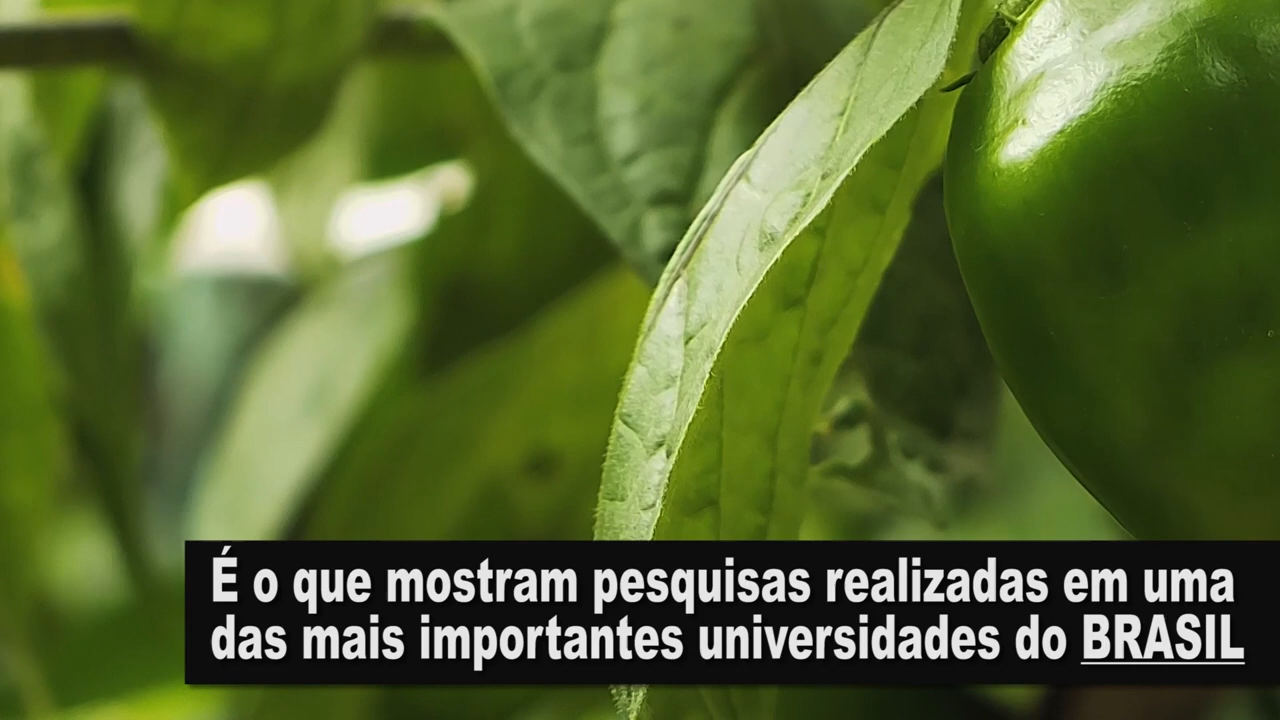 É o que mostram pesquisas realizadas em uma
das mais importantes universidades do BRASIL